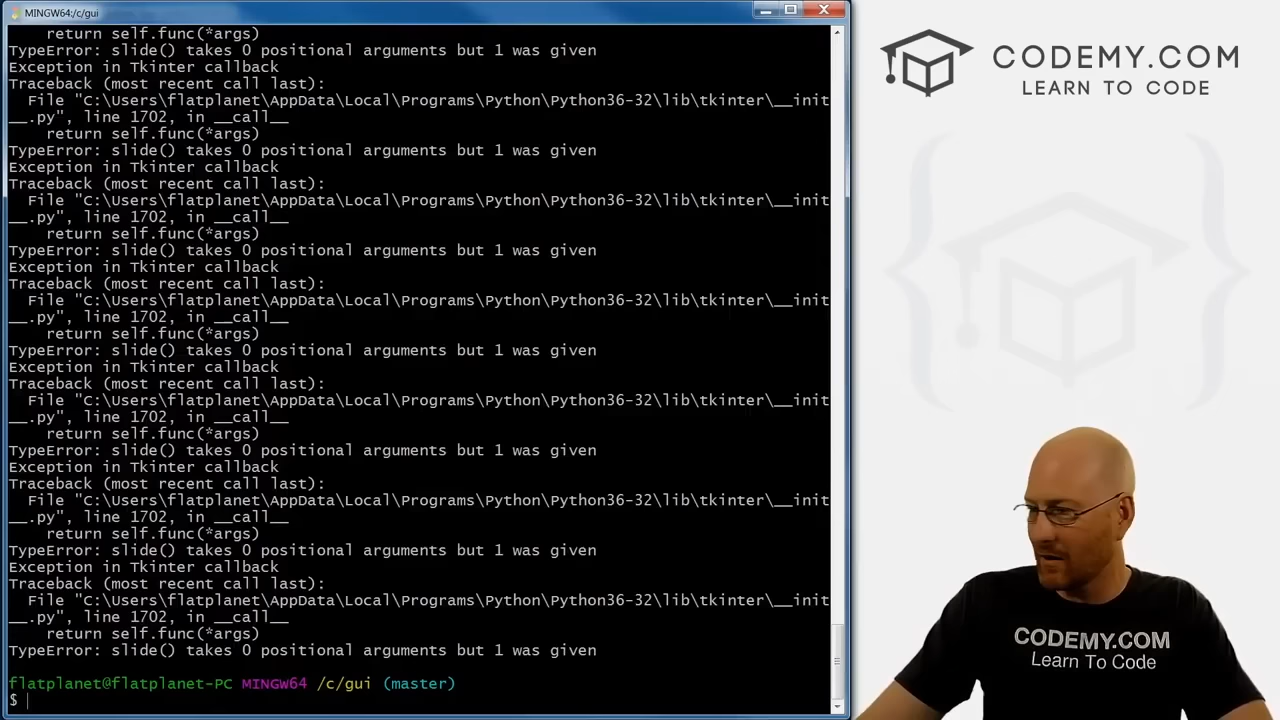 MINGW64:/c/gui
return self.func(*args)
TypeError: slide() takes 0 positional arguments but 1 was given
Exception in Tkinter callback
Traceback (most recent call last):
File "C:\Users\flatplanet\AppData\Local\Programs\Python\Python36-32\lib\tkinter\__init
__.py", line 1702, in __call__
return self.func(*args)
TypeError: slide() takes 0 positional arguments but 1 was given
Exception in Tkinter callback
Traceback (most recent call last):
File "C:\Users\flatplanet\AppData\Local\Programs\Python\Python36-32\lib\tkinter\__init
__.py", line 1702, in __call__
return self.func(*args)
TypeError: slide() takes 0 positional arguments but 1 was given
Exception in Tkinter callback
Traceback (most recent call last):
File "C:\Users\flatplanet\AppData\Local\Programs\Python\Python36-32\lib\tkinter\__init
__.py", line 1702, in __call__
return self.func(*args)
TypeError: slide() takes 0 positional arguments but 1 was given
Exception in Tkinter callback
Traceback (most recent call last):
File "C:\Users\flatplanet\AppData\Local\Programs\Python\Python36-32\lib\tkinter\__init
__.py", line 1702, in __call__
return self.func(*args)
TypeError: slide() takes 0 positional arguments but 1 was given
Exception in Tkinter callback
Traceback (most recent call last):
File "C:\Users\flatplanet\AppData\Local\Programs\Python\Python36-32\lib\tkinter\__init
__.py", line 1702, in __call__
return self.func(*args)
TypeError: slide() takes 0 positional arguments but 1 was given
Exception in Tkinter callback
Traceback (most recent call last):
File "C:\Users\flatplanet\AppData\Local\Programs\Python\Python36-32\lib\tkinter\__init
__.py", line 1702, in __call__
return self.func(*args)
TypeError: slide() takes 0 positional arguments but 1 was given
flatplanet@flatplanet-PC MINGW64 /c/gui (master)
$
CODEMY.COM
LEARN TO CODE
CODEMY.COM
Learn To Code